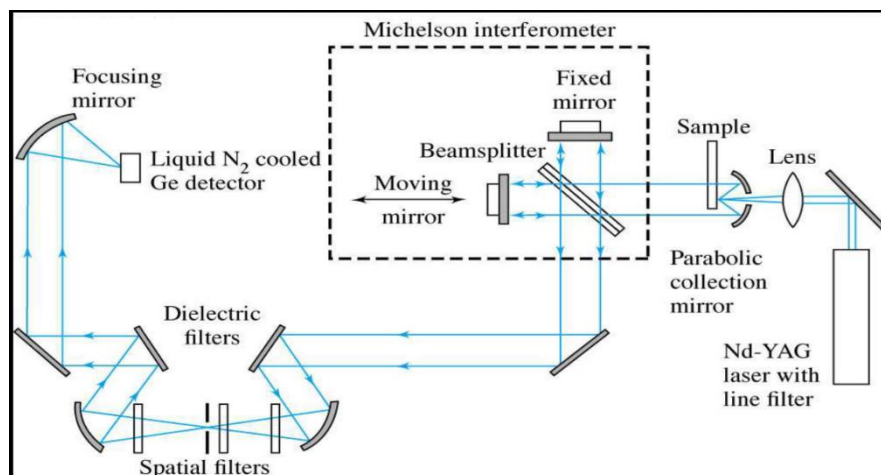 Michelson interferometer
Focusing
mirror
Fixed
mirror
Sample
Beamsplitter
Lens
Liquid N₂ cooled
Ge detector
Moving
mirror
Parabolic
collection
mirror
Dielectric
filters
Nd-YAG
laser with
line filter
Spatial filters